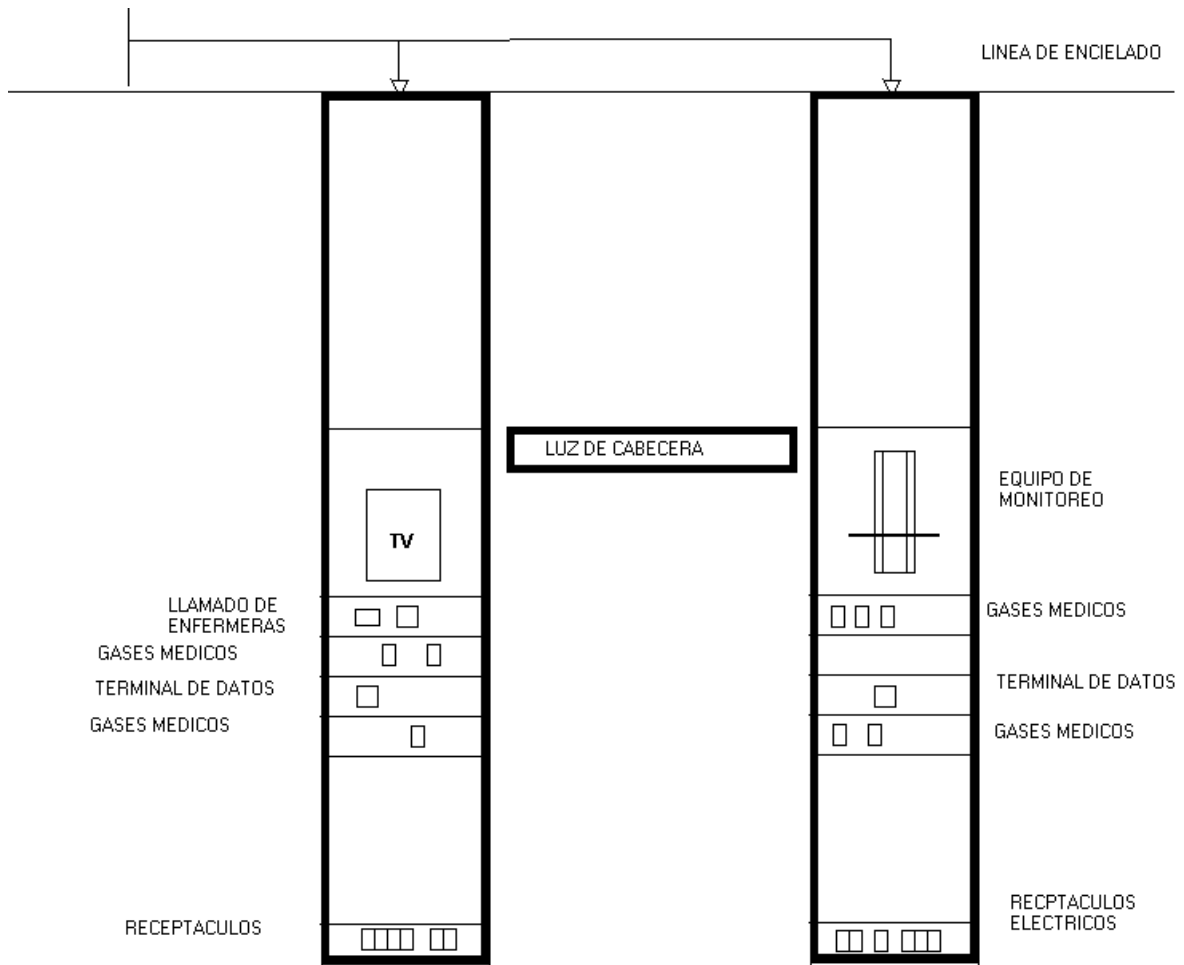 LINEA DE ENCIELADO
LUZ DE CABECERA
EQUIPO DE
MONITOREO
TV
LLAMADO DE
ENFERMERAS
GASES MEDICOS
GASES MEDICOS
TERMINAL DE DATOS
TERMINAL DE DATOS
GASES MEDICOS
GASES MEDICOS
RECEPTACULOS
RECPTACULOS
ELECTRICOS